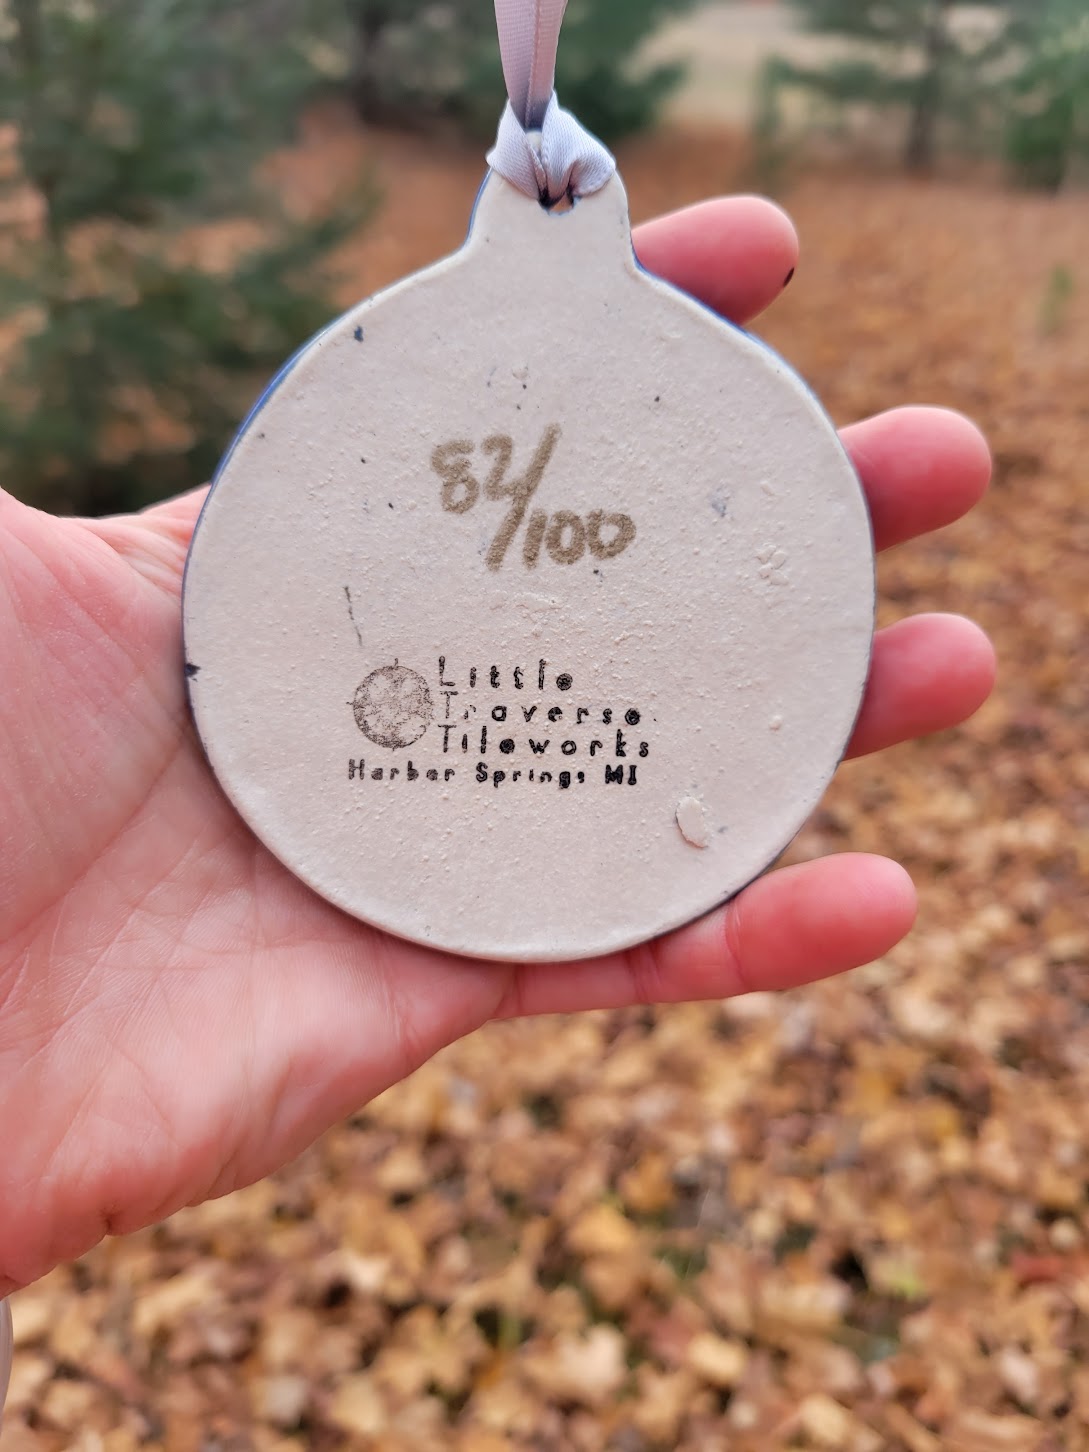 82/100
Little
Traverse
Tileworks
Harbor Springs MI